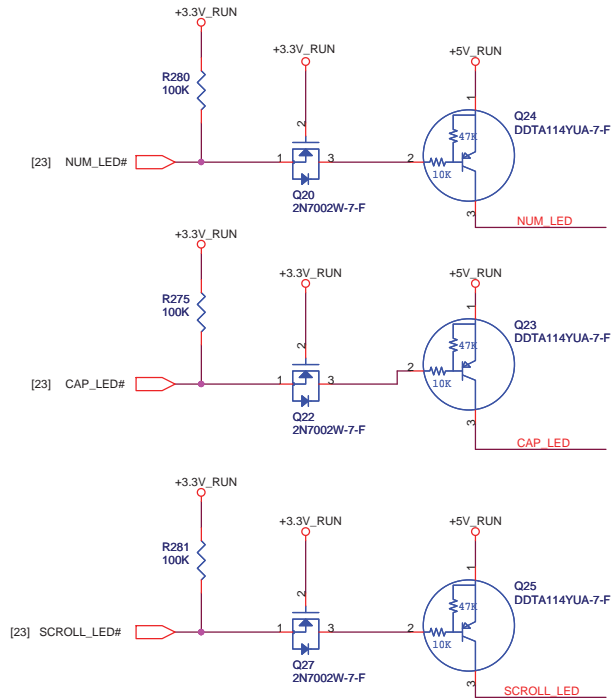 +3.3V_RUN
R280
100K
+3.3V_RUN
2
+5V_RUN
1
Q24
DDTA114YUA-7-F
47K
10K
[23] NUM_LED#
1
3
2
Q20
2N7002W-7-F
3
NUM_LED
+3.3V_RUN
R275
100K
+3.3V_RUN
2
+5V_RUN
1
Q23
DDTA114YUA-7-F
47K
10K
[23] CAP_LED#
1
3
2
Q22
2N7002W-7-F
3
CAP_LED
+3.3V_RUN
R281
100K
+3.3V_RUN
2
+5V_RUN
1
Q25
DDTA114YUA-7-F
47K
10K
[23] SCROLL_LED#
1
3
2
Q27
2N7002W-7-F
3
SCROLL_LED